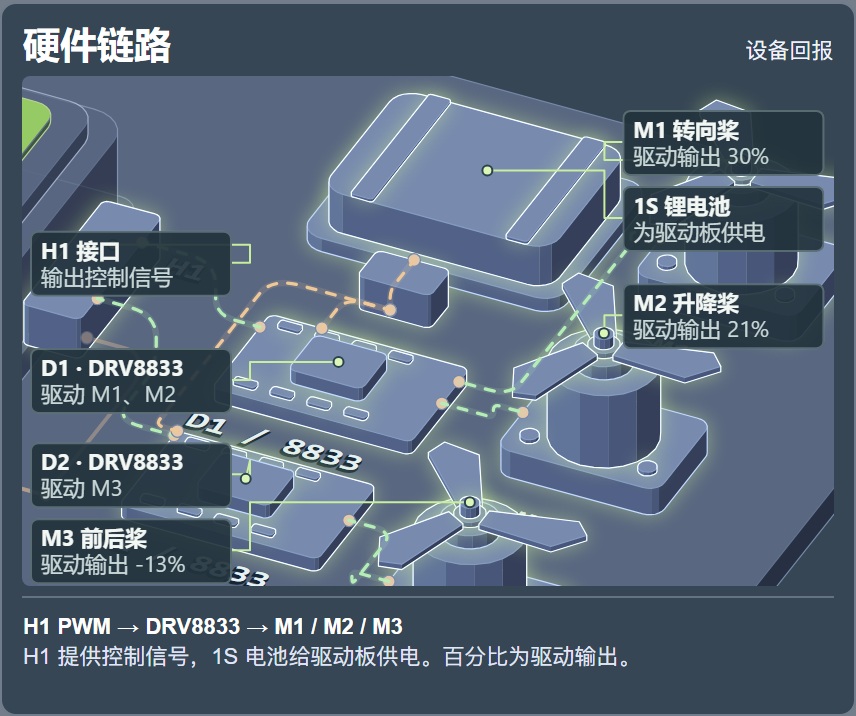 硬件链路
设备回报
M1 转向桨
驱动输出 30%
1S 锂电池
为驱动板供电
H1 接口
输出控制信号
H1
M2 升降桨
驱动输出 21%
D1 · DRV8833
驱动 M1、M2
D1 / 8833
D2 · DRV8833
驱动 M3
M3 前后桨
驱动输出 -13%
/ 8833
H1 PWM → DRV8833 → M1 / M2 / M3
H1 提供控制信号，1S 电池给驱动板供电。百分比为驱动输出。